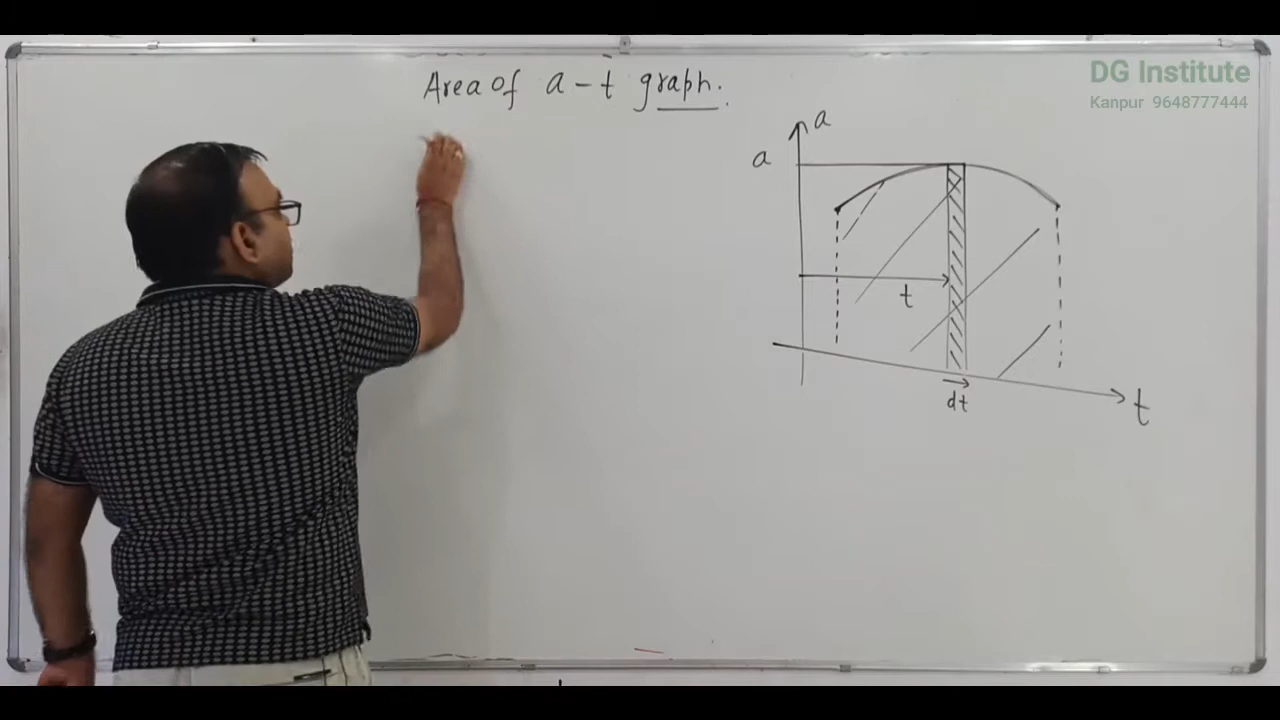 Area of a - t graph.
DG Institute
Kanpur 9648777444
a
a
t
dt
t